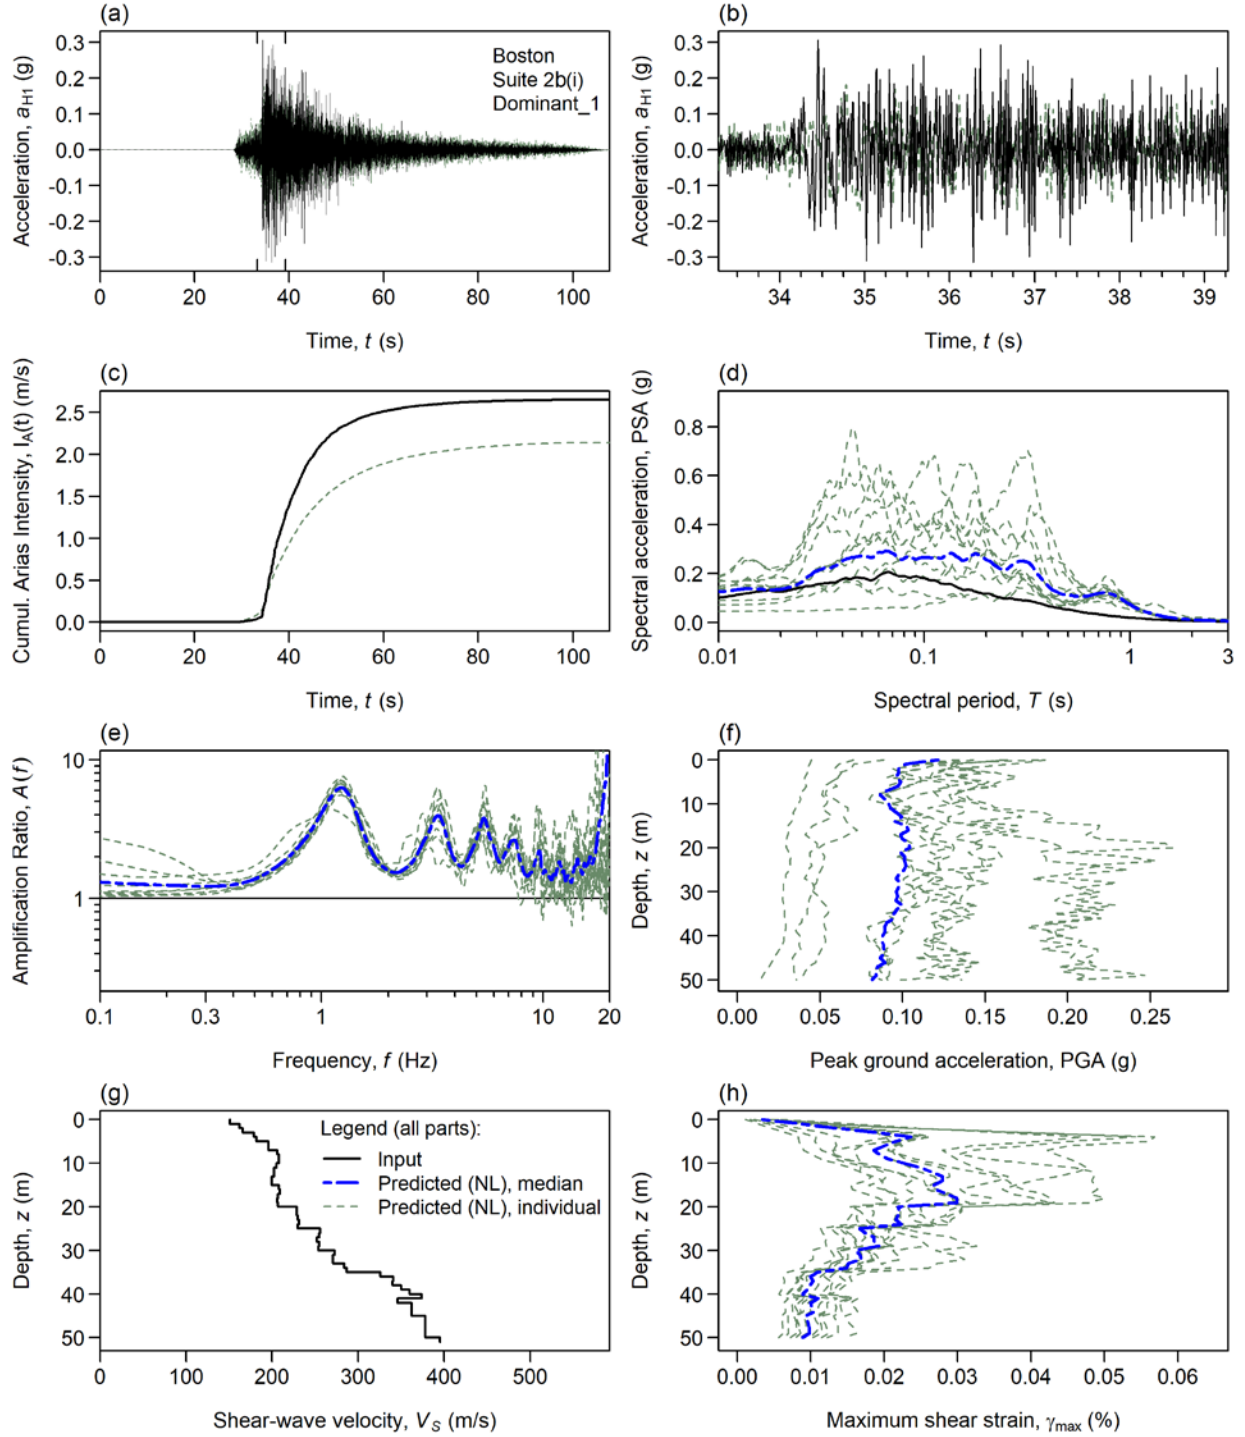 (a)
Acceleration, aH1 (g)
0.3
0.2
0.1
0.0
-0.1
-0.2
-0.3
Boston
Suite 2b(i)
Dominant_1
0 20 40 60 80 100
Time, t (s)
(b)
Acceleration, aH1 (g)
0.3
0.2
0.1
0.0
-0.1
-0.2
-0.3
34 35 36 37 38 39
Time, t (s)
(c)
Cumul. Arias Intensity, IA(t) (m/s)
2.5
2.0
1.5
1.0
0.5
0.0
0 20 40 60 80 100
Time, t (s)
(d)
Spectral acceleration, PSA (g)
0.8
0.6
0.4
0.2
0.0
0.01 0.1 1 3
Spectral period, T (s)
(e)
Amplification Ratio, A(f)
10
1
0.1 0.3 1 3 10 20
Frequency, f (Hz)
(f)
Depth, z (m)
0
10
20
30
40
50
0.00 0.05 0.10 0.15 0.20 0.25
Peak ground acceleration, PGA (g)
(g)
Depth, z (m)
0
10
20
30
40
50
Legend (all parts):
Input
Predicted (NL), median
Predicted (NL), individual
0 100 200 300 400 500
Shear-wave velocity, VS (m/s)
(h)
Depth, z (m)
0
10
20
30
40
50
0.00 0.01 0.02 0.03 0.04 0.05 0.06
Maximum shear strain, γmax (%)